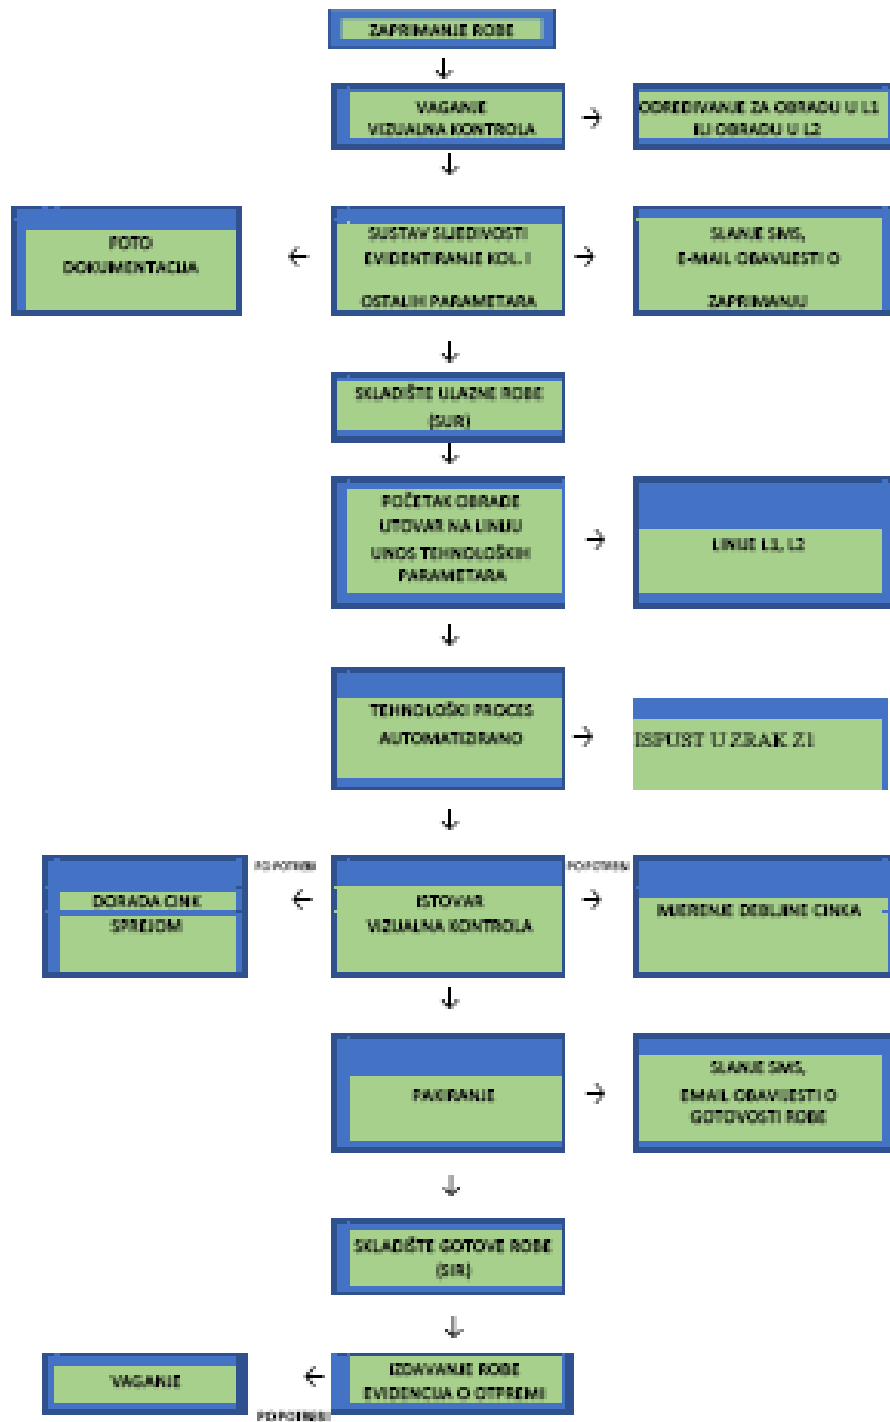 ZAPRIMANJE ROBE
VAGANJE
VIZUALNA KONTROLA
ODREĐIVANJE ZA OBRADU U L1
ILI OBRADU U L2
FOTO
DOKUMENTACIJA
SUSTAV SLJEDIVOSTI
EVIDENTIRANJE KOL. I
OSTALIH PARAMETARA
SLANJE SMS,
E-MAIL OBAVIJESTI O
ZAPRIMANJU
SKLADIŠTE ULAZNE ROBE
(SUR)
POČETAK OBRADE
UTOVAR NA LINIJU
UNOS TEHNOLOŠKIH
PARAMETARA
LINIJE L1, L2
TEHNOLOŠKI PROCES
AUTOMATIZIRANO
ISPUST U ZRAK Z1
PO POTREBI
PO POTREBI
DORADA CINK
SPREJOM
ISTOVAR
VIZUALNA KONTROLA
MJERENJE DEBLJINE CINKA
PAKIRANJE
SLANJE SMS,
EMAIL OBAVIJESTI O
GOTOVOSTI ROBE
SKLADIŠTE GOTOVE ROBE
(SIR)
VAGANJE
IZDAVANJE ROBE
EVIDENCIJA O OTPREMI
PO POTREBI